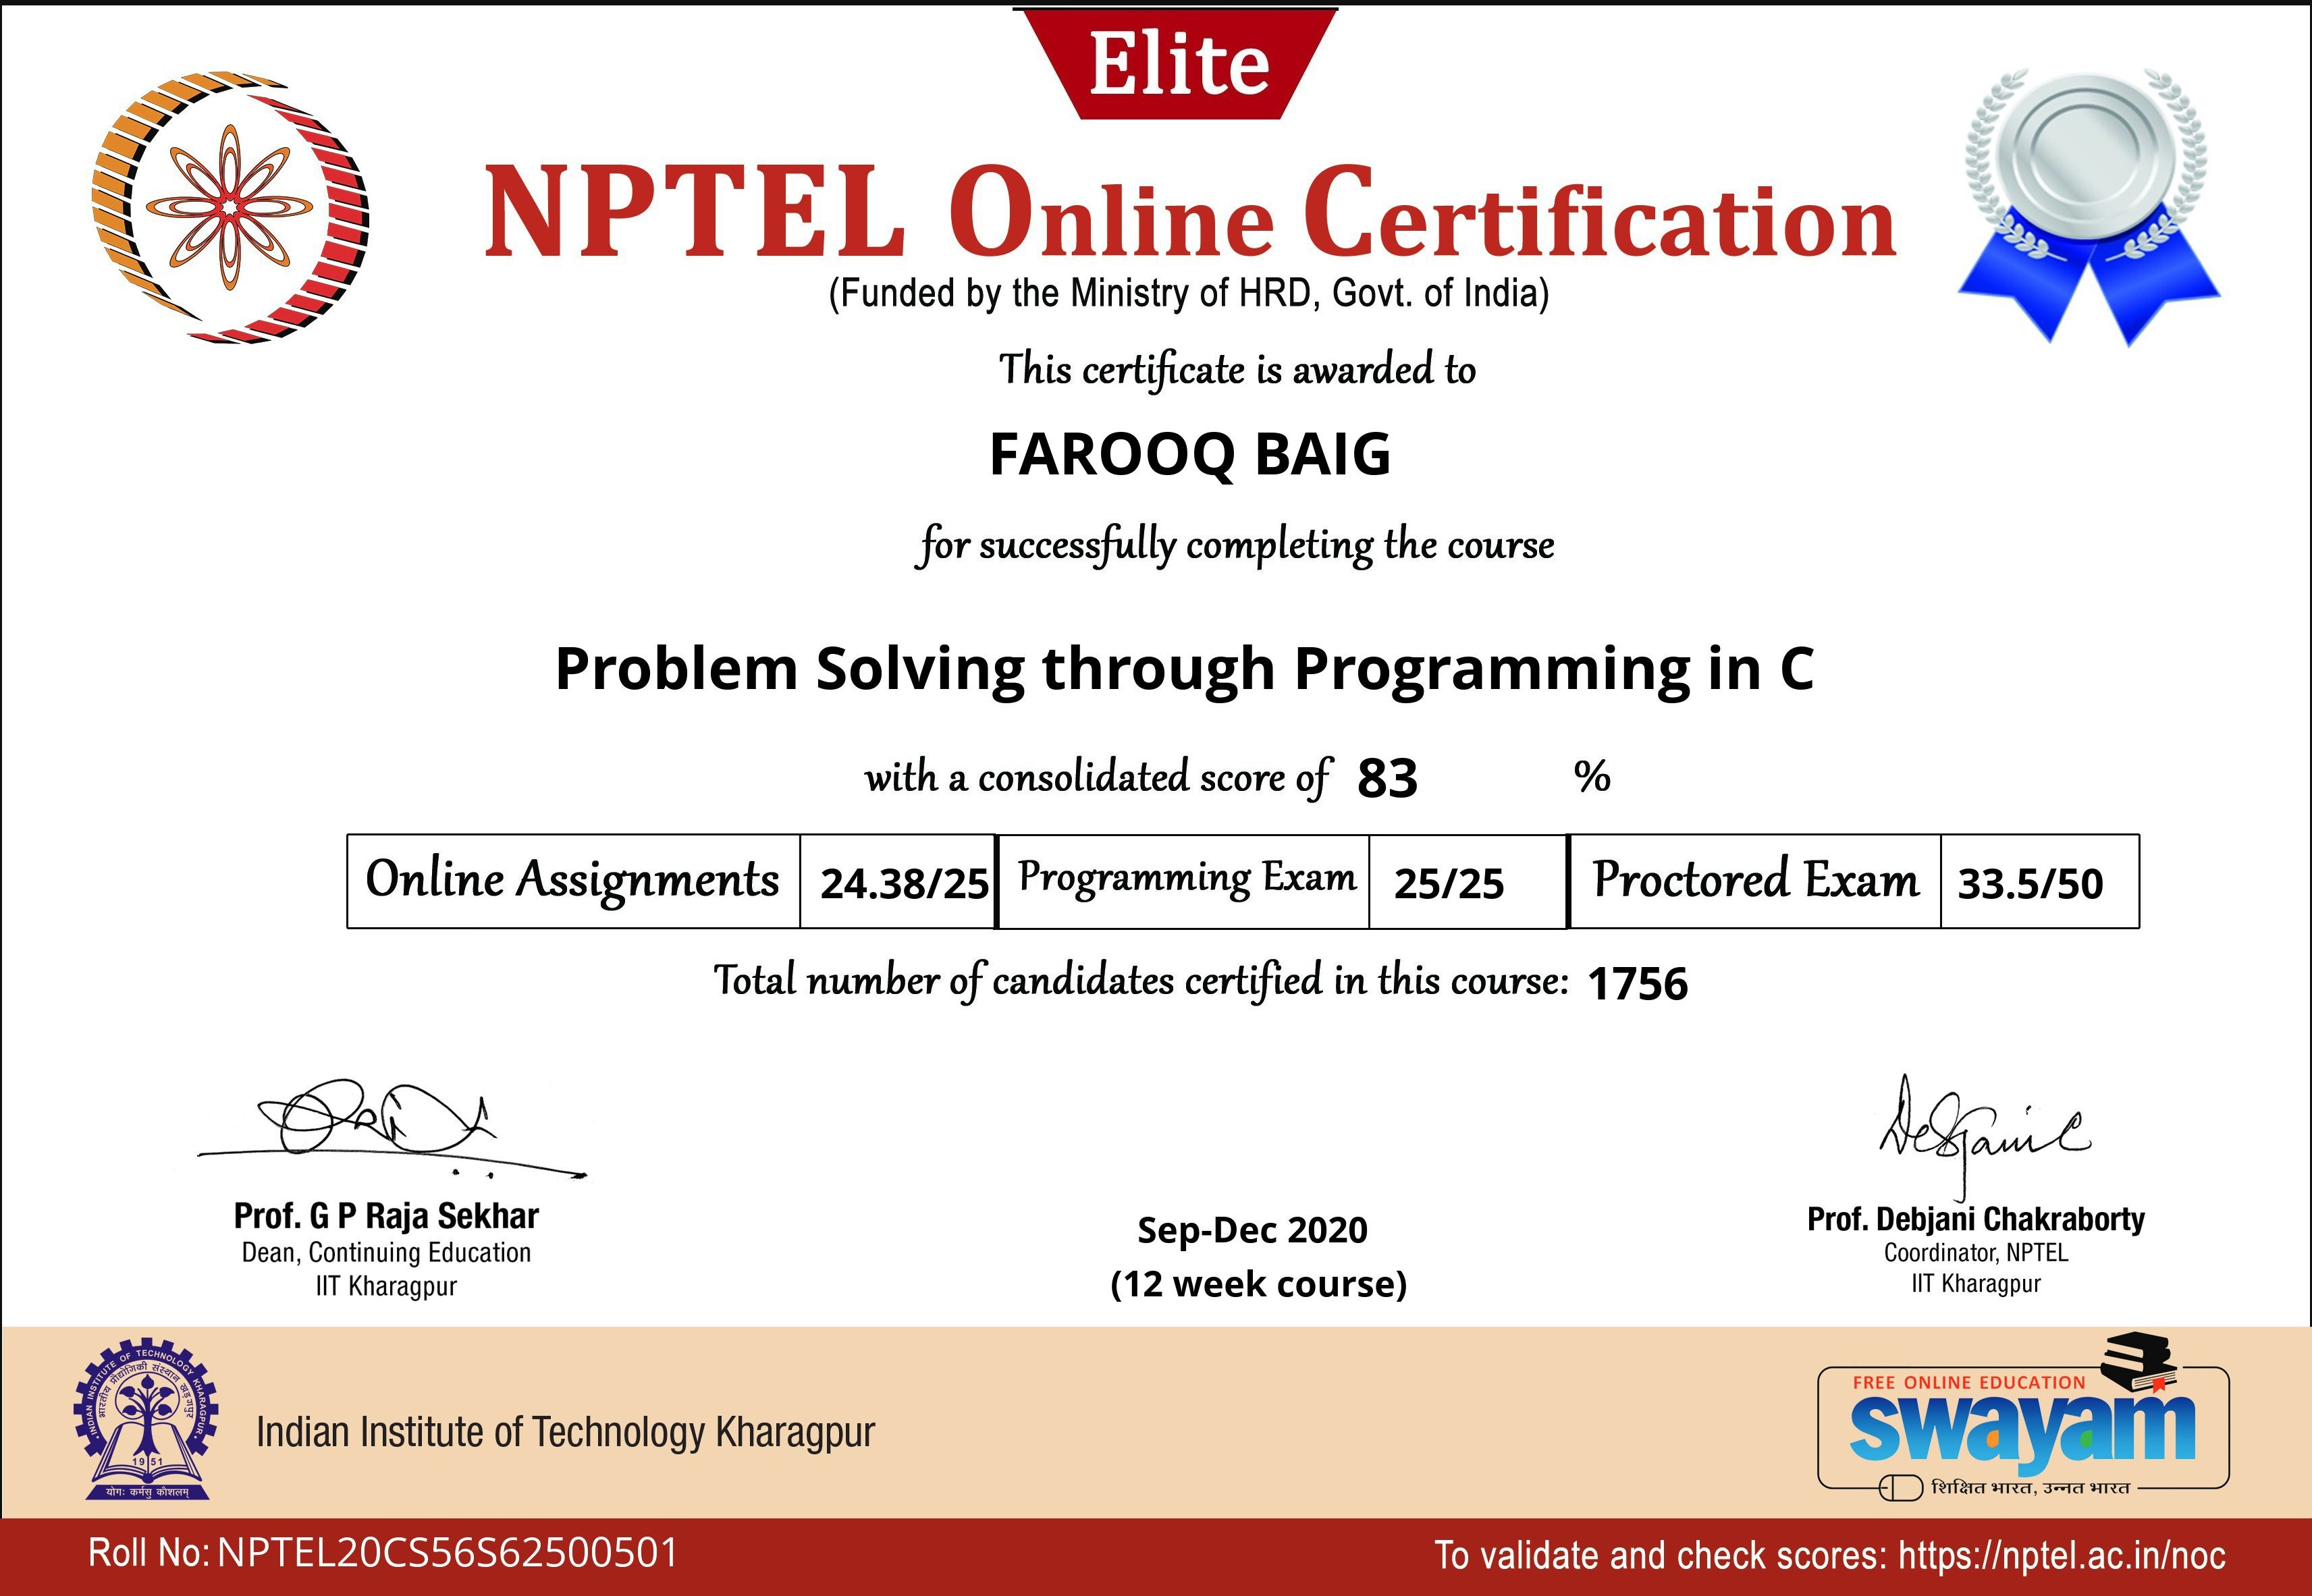 Elite
NPTEL Online Certification
(Funded by the Ministry of HRD, Govt. of India)
This certificate is awarded to
FAROOQ BAIG
for successfully completing the course
Problem Solving through Programming in C
with a consolidated score of 83 %
Online Assignments 24.38/25 Programming Exam 25/25 Proctored Exam 33.5/50
Total number of candidates certified in this course: 1756
Prof. G P Raja Sekhar
Dean, Continuing Education
IIT Kharagpur
Sep-Dec 2020
(12 week course)
Prof. Debjani Chakraborty
Coordinator, NPTEL
IIT Kharagpur
INDIAN INSTITUTE OF TECHNOLOGY KHARAGPUR
भारतीय प्रौद्योगिकी संस्थान खड़गपुर
1951
योगः कर्मसु कौशलम्
Indian Institute of Technology Kharagpur
FREE ONLINE EDUCATION
swayam
शिक्षित भारत, उन्नत भारत
Roll No: NPTEL20CS56S62500501
To validate and check scores: https://nptel.ac.in/noc